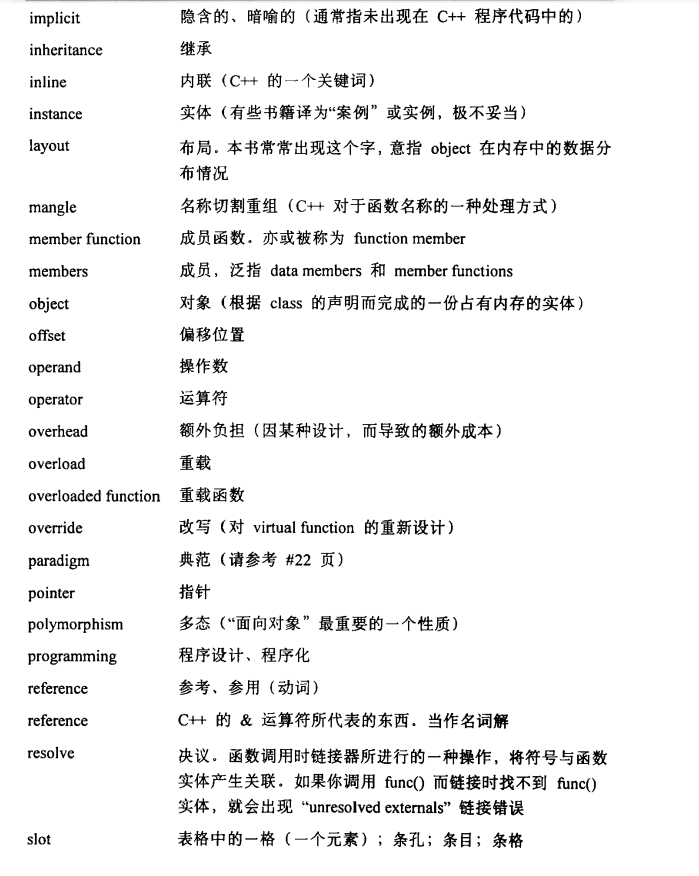 implicit 隐含的、暗喻的（通常指未出现在 C++ 程序代码中的）
inheritance 继承
inline 内联（C++ 的一个关键词）
instance 实体（有些书籍译为“案例”或实例，极不妥当）
layout 布局。本书常常出现这个字，意指 object 在内存中的数据分
布情况
mangle 名称切割重组（C++ 对于函数名称的一种处理方式）
member function 成员函数。亦或被称为 function member
members 成员，泛指 data members 和 member functions
object 对象（根据 class 的声明而完成的一份占有内存的实体）
offset 偏移位置
operand 操作数
operator 运算符
overhead 额外负担（因某种设计，而导致的额外成本）
overload 重载
overloaded function 重载函数
override 改写（对 virtual function 的重新设计）
paradigm 典范（请参考 #22 页）
pointer 指针
polymorphism 多态（“面向对象”最重要的一个性质）
programming 程序设计、程序化
reference 参考、参用（动词）
reference C++ 的 & 运算符所代表的东西。当作名词解
resolve 决议。函数调用时链接器所进行的一种操作，将符号与函数
实体产生关联。如果你调用 func() 而链接时找不到 func()
实体，就会出现 “unresolved externals” 链接错误
slot 表格中的一格（一个元素）；条孔；条目；条格